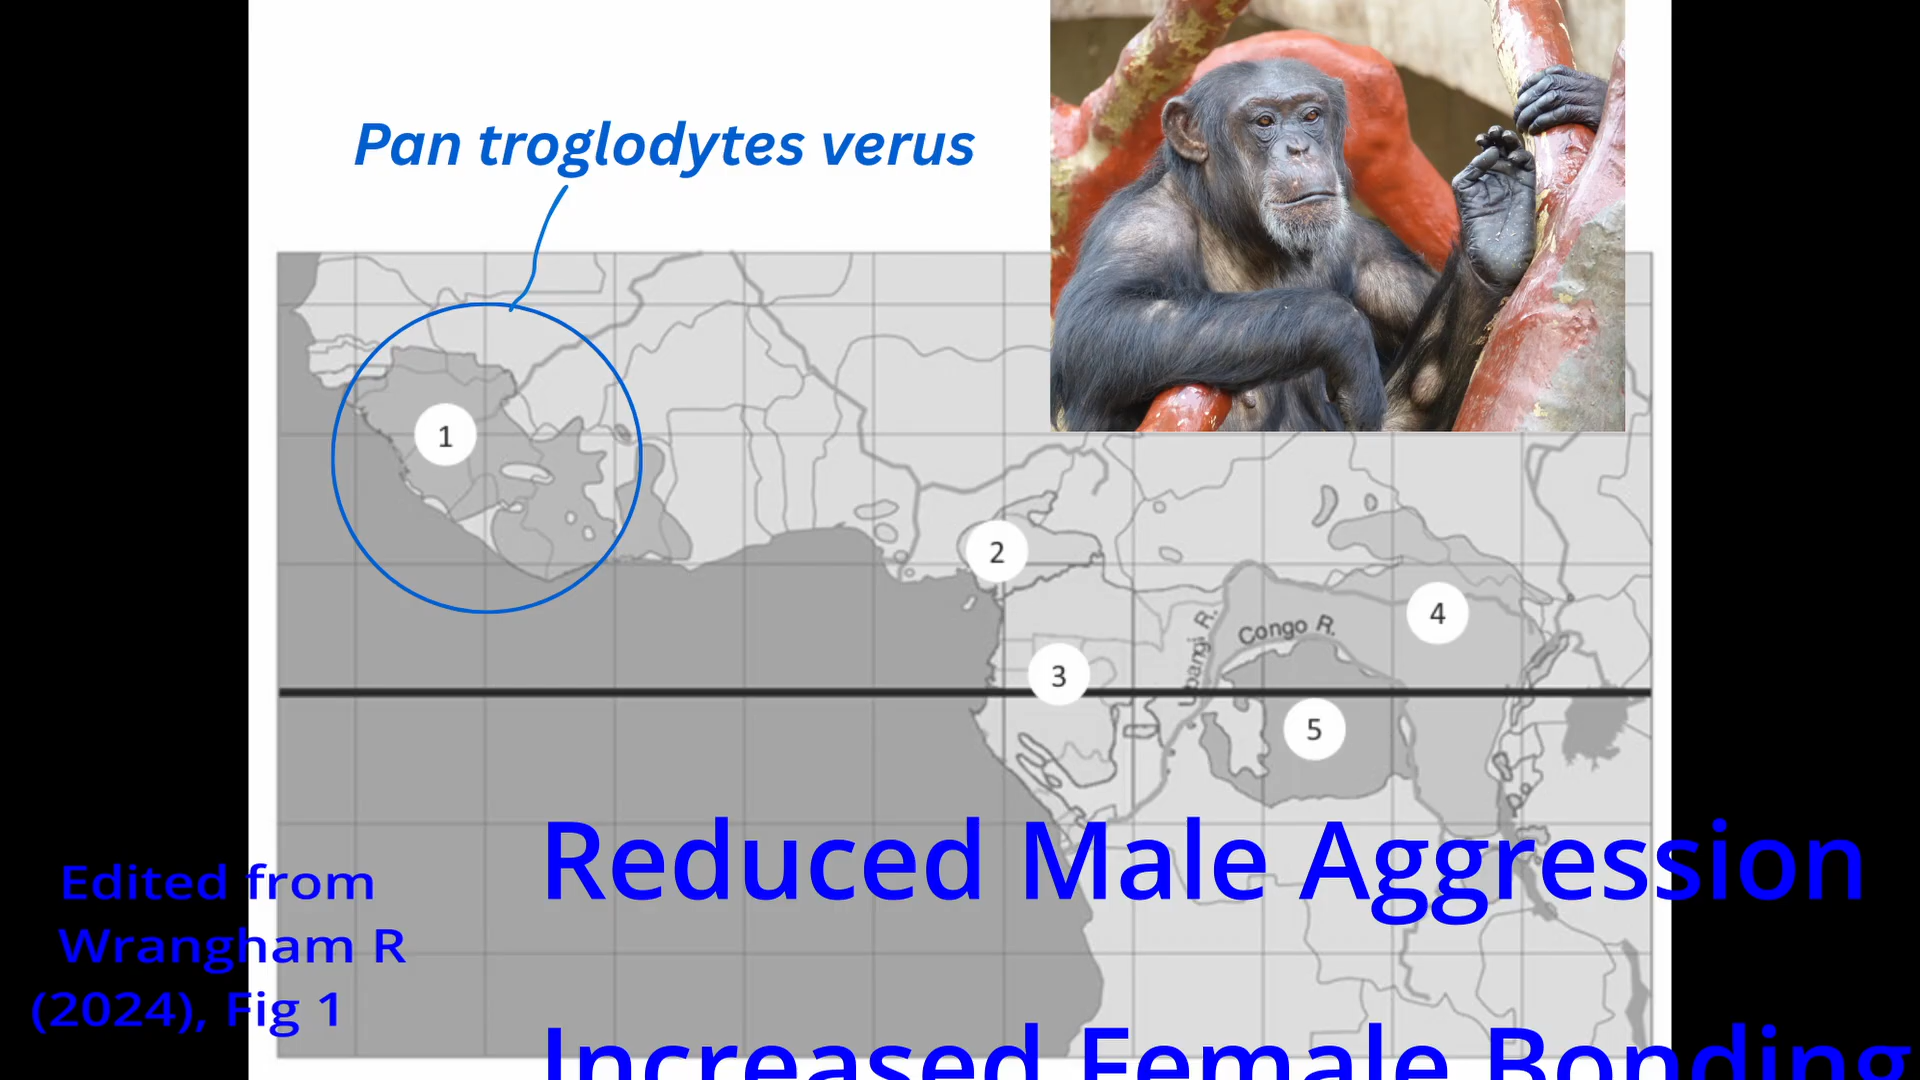 Pan troglodytes verus
1
2
3
4
5
Ubangi R.
Congo R.
Reduced Male Aggression
Increased Female Bonding
Edited from
Wrangham R
(2024), Fig 1